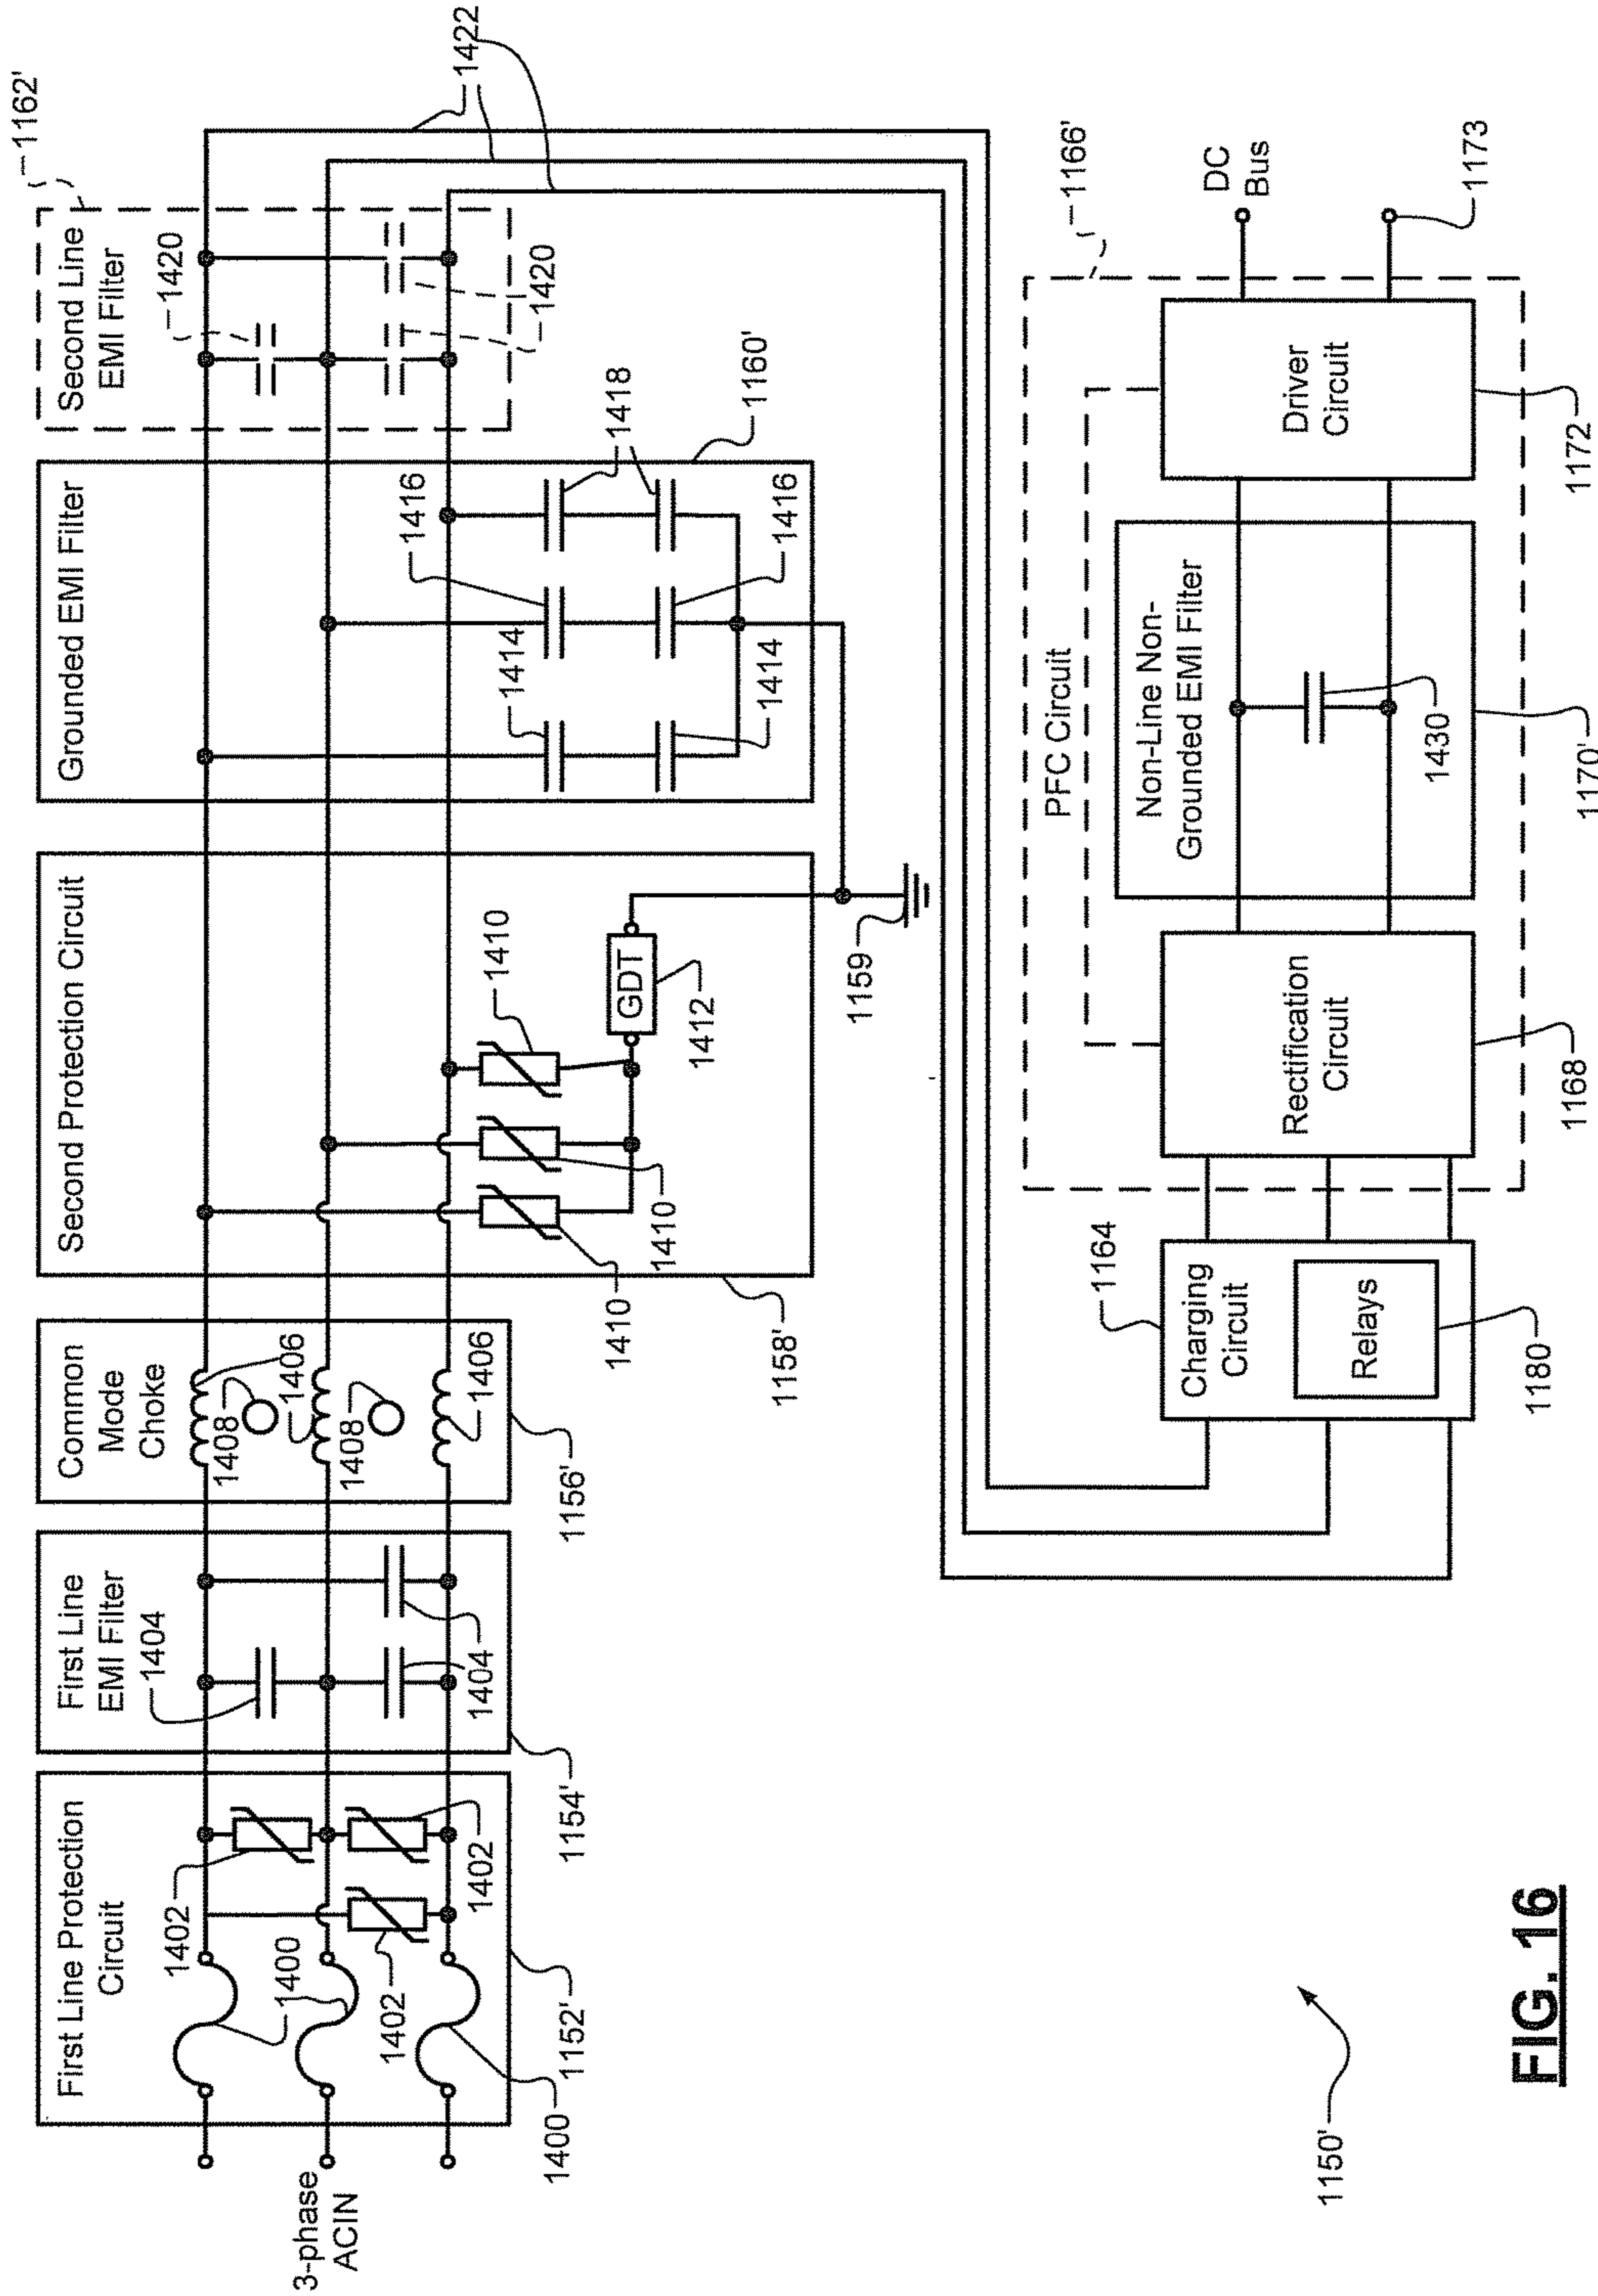 3-phase
ACIN
First Line Protection
Circuit
1402
1400
1402
1402
1400
1152'
First Line
EMI Filter
1404
1404
1154'
Common
Mode
Choke
1408
1406
1408
1406
1156'
Second Protection Circuit
1410
1410
1410
GDT
1412
1158'
1159
Grounded EMI Filter
1414
1416
1418
1414
1416
1160'
Second Line
EMI Filter
1420
1420
1162'
1422
1164
Charging
Circuit
Relays
1180
PFC Circuit
1166'
Rectification
Circuit
1168
Non-Line Non-
Grounded EMI Filter
1430
1170'
Driver
Circuit
1172
DC
Bus
1173
1150'
FIG. 16